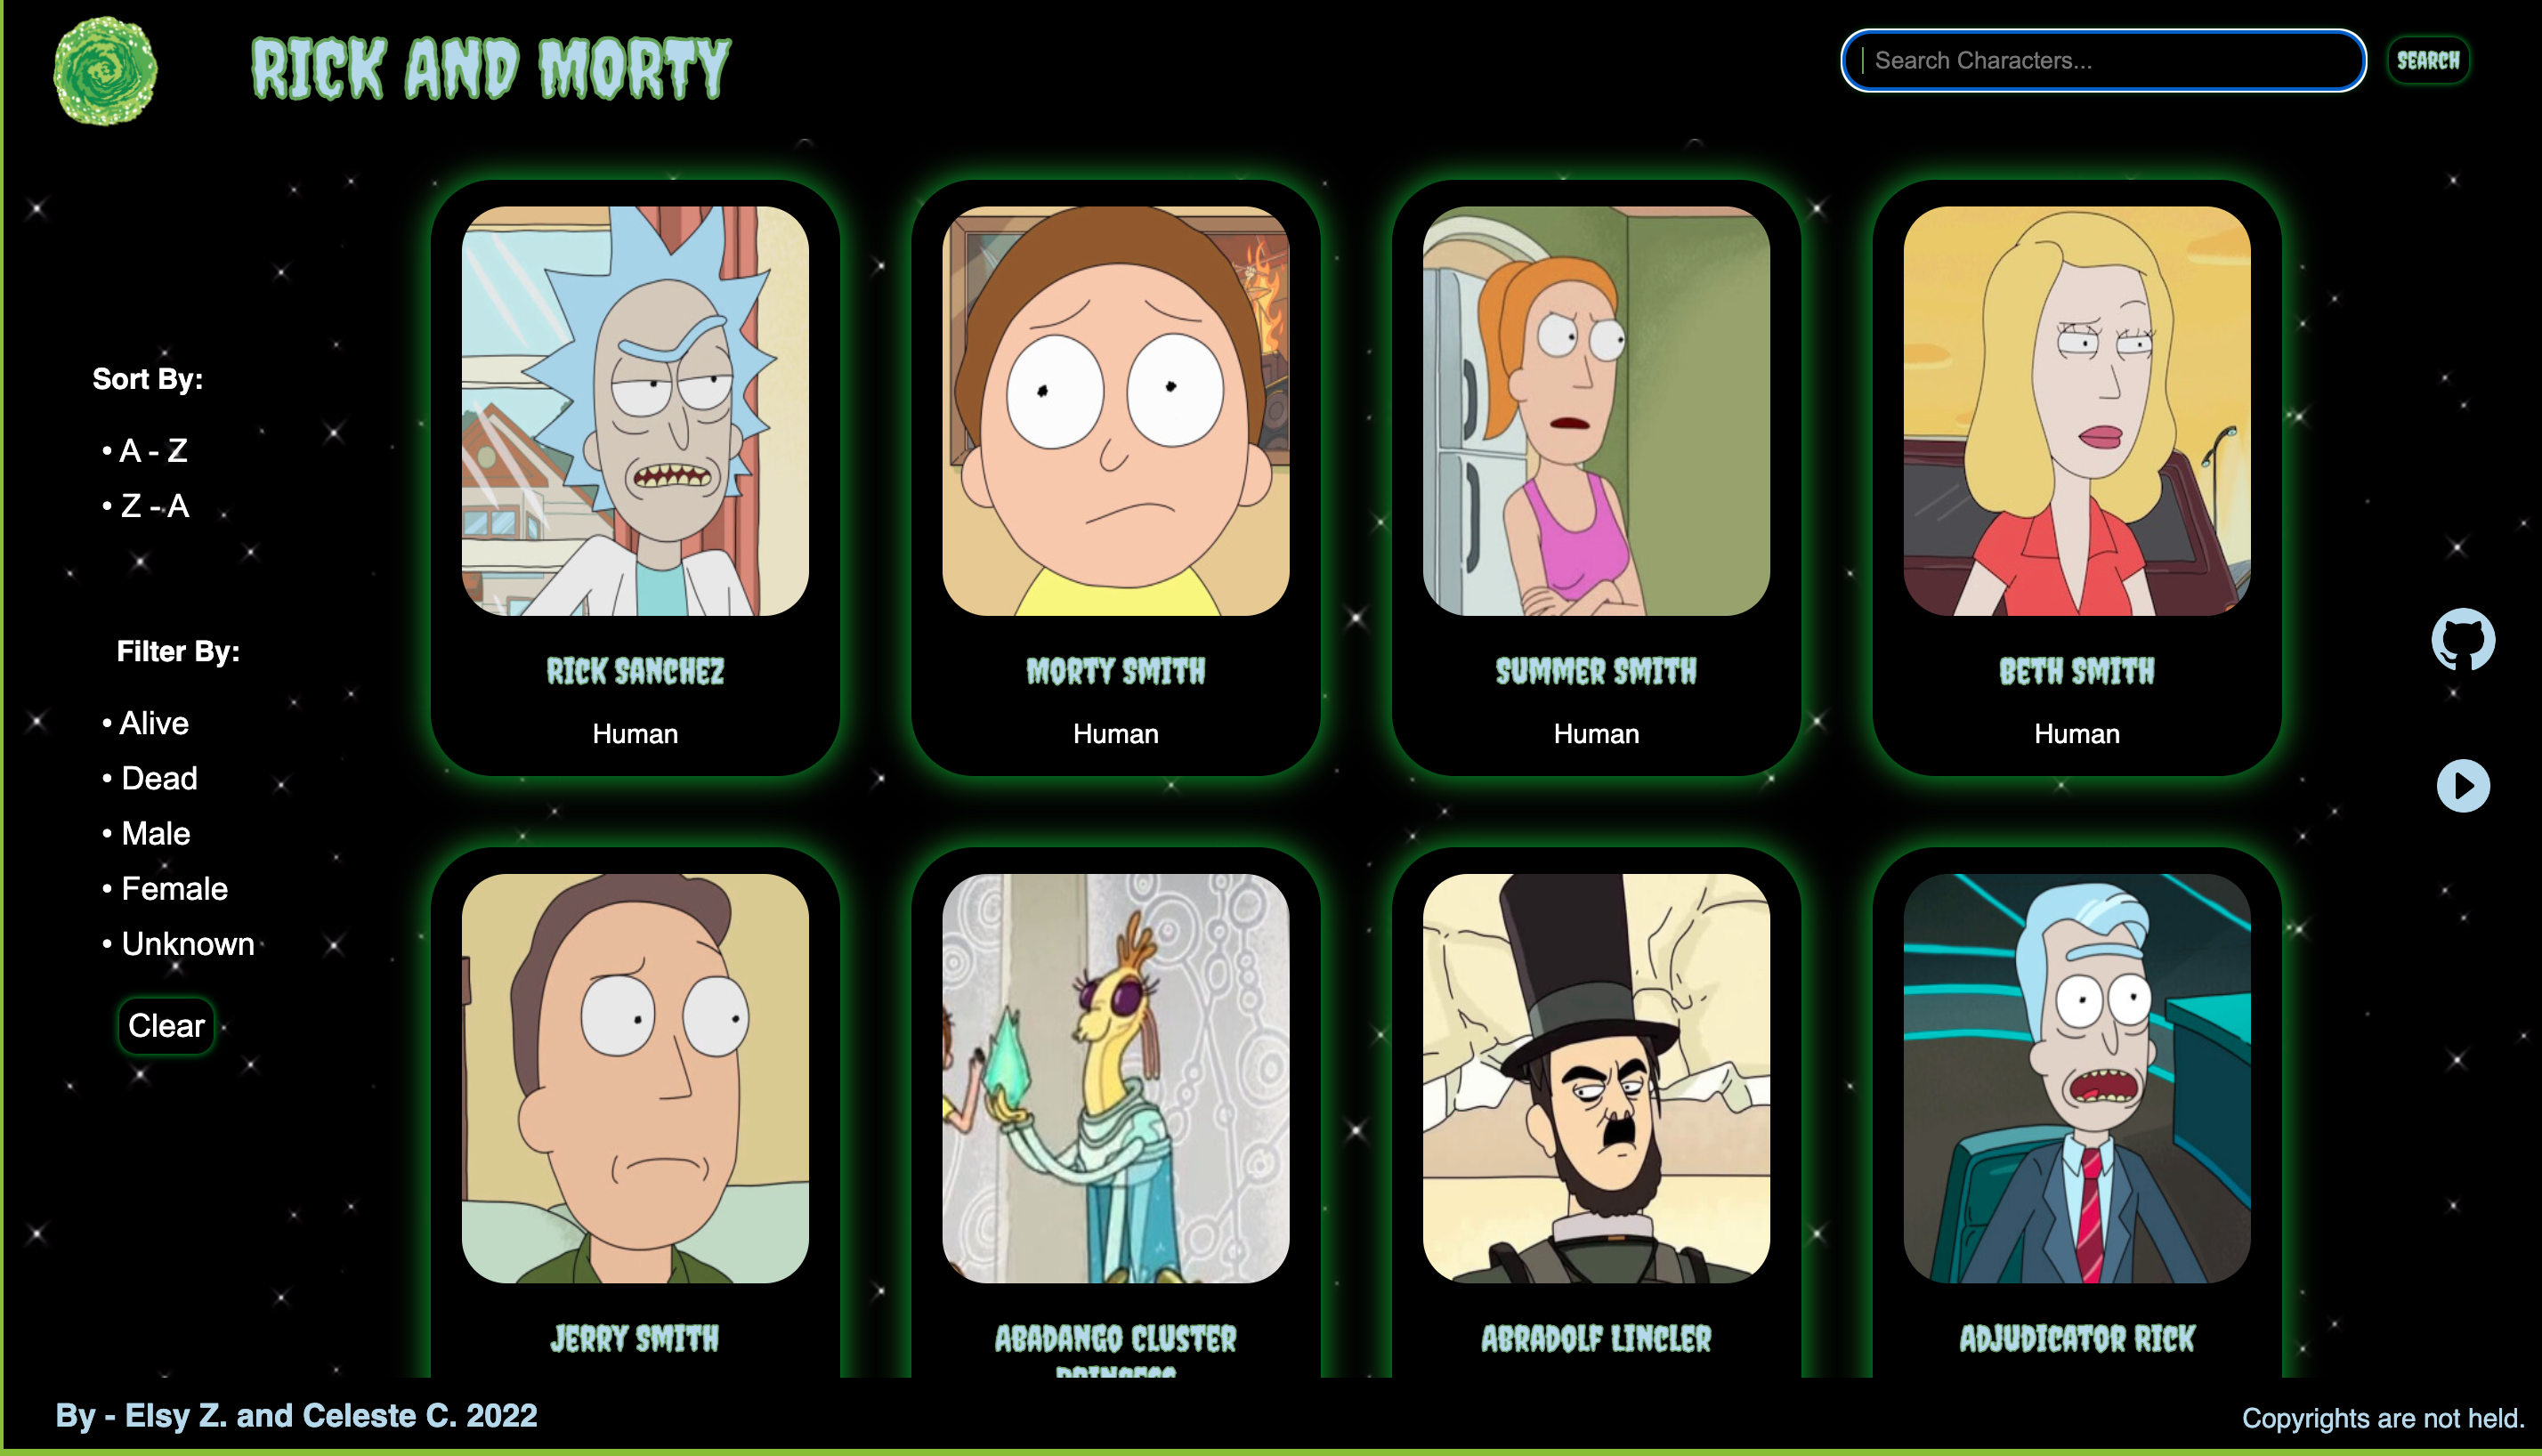 RICK AND MORTY
Search Characters...
SEARCH
Sort By:
• A - Z
• Z - A
Filter By:
• Alive
• Dead
• Male
• Female
• Unknown
Clear
RICK SANCHEZ
Human
MORTY SMITH
Human
SUMMER SMITH
Human
BETH SMITH
Human
JERRY SMITH
ABADANGO CLUSTER
PRINCESS
ABRADOLF LINCLER
ADJUDICATOR RICK
By - Elsy Z. and Celeste C. 2022
Copyrights are not held.